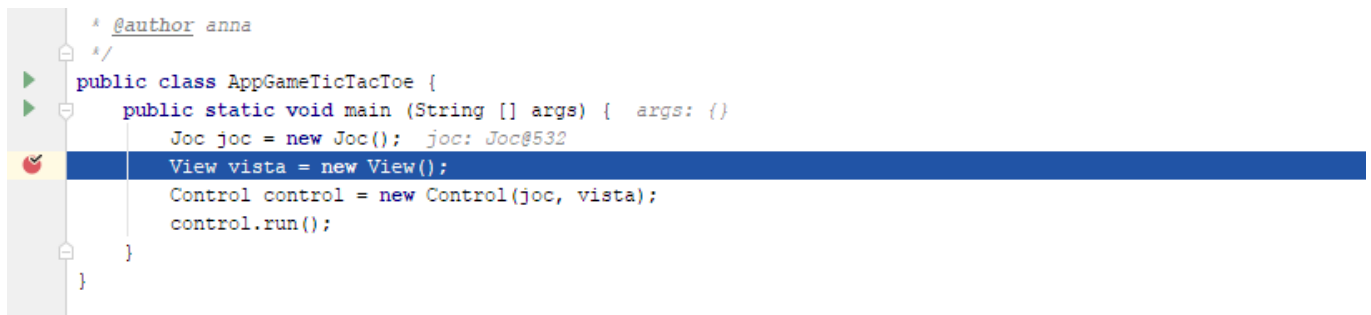 * @author anna
*/
public class AppGameTicTacToe {
public static void main (String [] args) { args: {}
Joc joc = new Joc(); joc: Joc@532
View vista = new View();
Control control = new Control(joc, vista);
control.run();
}
}